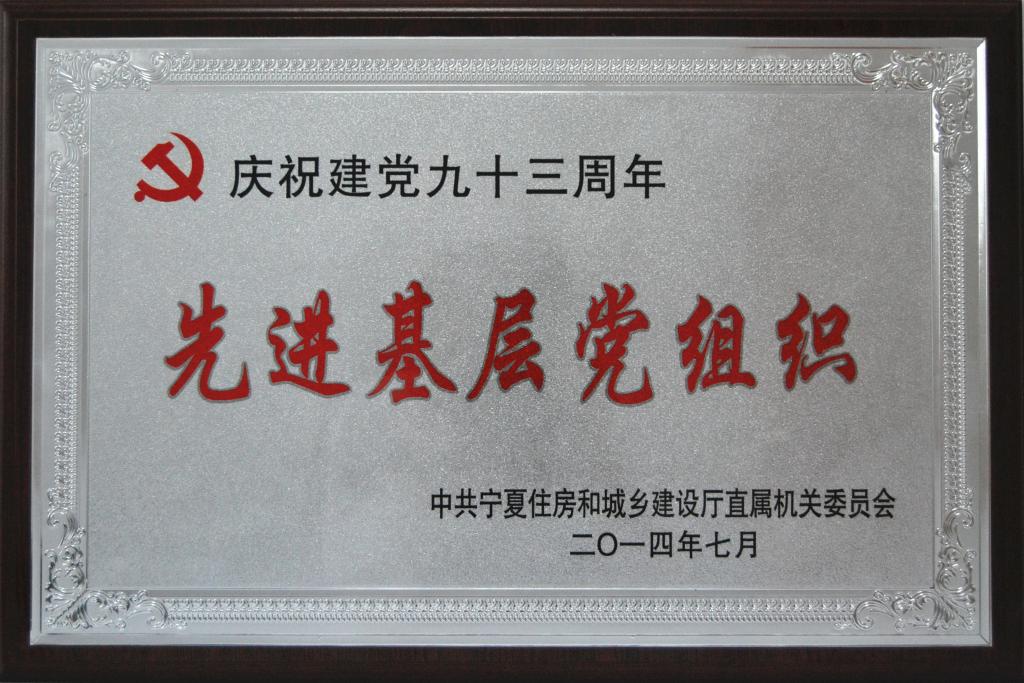 庆祝建党九十三周年
先进基层党组织
中共宁夏住房和城乡建设厅直属机关委员会
二〇一四年七月